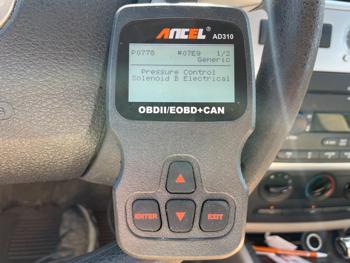 ANCEL® AD310
P0778 $07E9 1/2
Generic
Pressure Control
Solenoid B Electrical
OBDII/EOBD+CAN
ENTER
EXIT